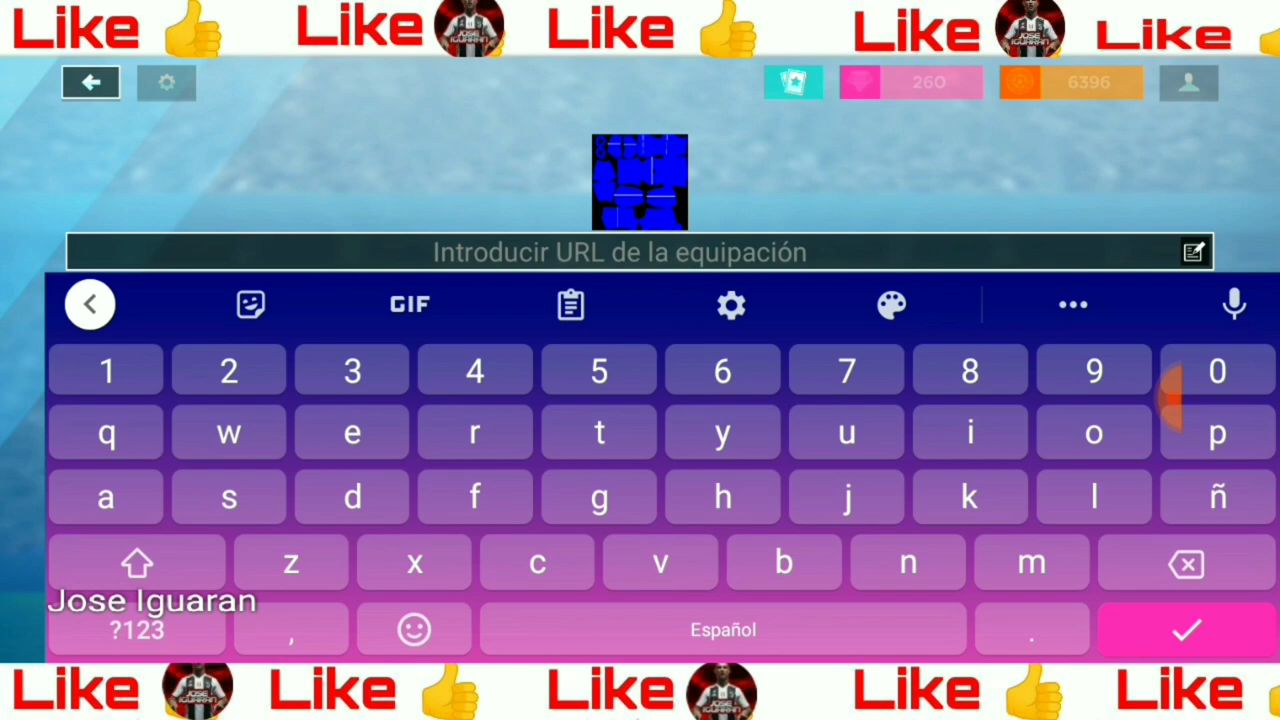 Like Like Like Like Like
260 6396
Introducir URL de la equipación
GIF
1 2 3 4 5 6 7 8 9 0
q w e r t y u i o p
a s d f g h j k l ñ
z x c v b n m
Jose Iguaran
?123 , Español .
Like Like Like Like Like